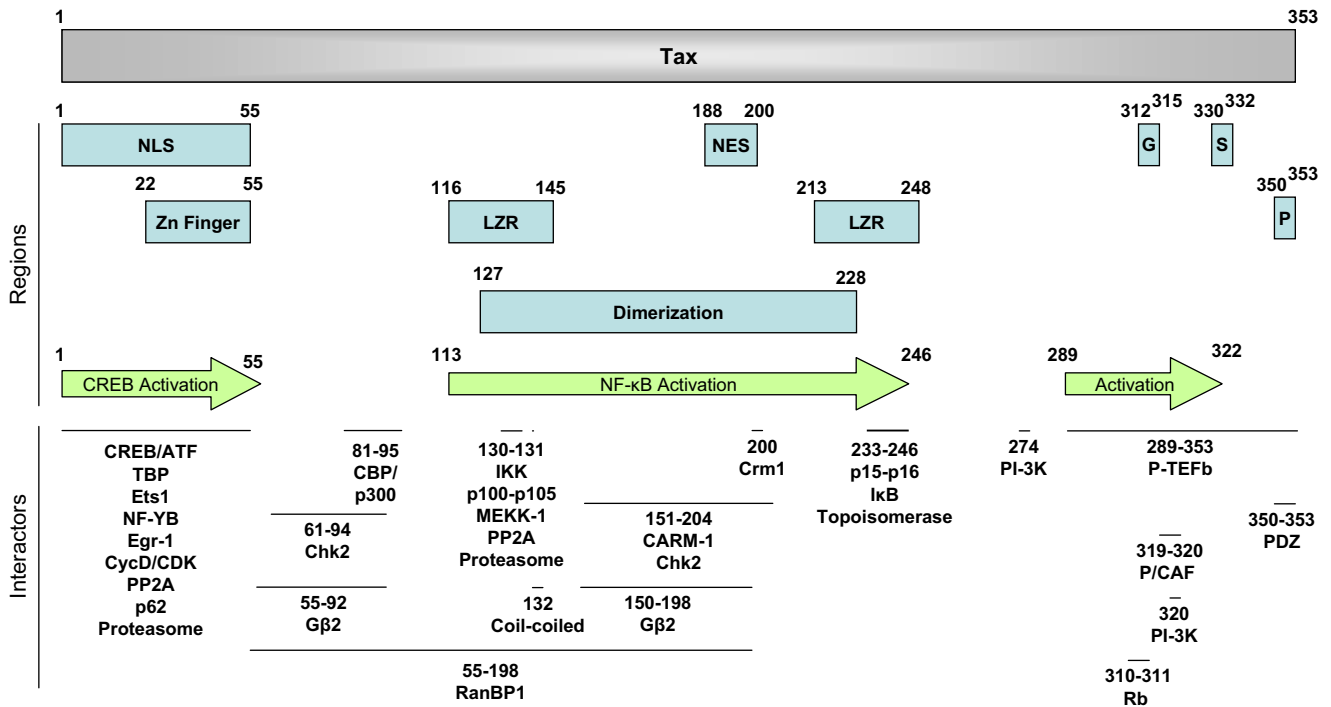 1 353
Tax
Regions
1 55
NLS
188 200
NES
312 315
G
330 332
S
22 55
Zn Finger
116 145
LZR
213 248
LZR
350 353
P
127 228
Dimerization
1 55
CREB Activation
113 246
NF-κB Activation
289 322
Activation
Interactors
CREB/ATF
TBP
Ets1
NF-YB
Egr-1
CycD/CDK
PP2A
p62
Proteasome
81-95
CBP/
p300
61-94
Chk2
55-92
Gβ2
130-131
IKK
p100-p105
MEKK-1
PP2A
Proteasome
132
Coil-coiled
200
Crm1
151-204
CARM-1
Chk2
150-198
Gβ2
55-198
RanBP1
233-246
p15-p16
IκB
Topoisomerase
274
PI-3K
289-353
P-TEFb
350-353
PDZ
319-320
P/CAF
320
PI-3K
310-311
Rb